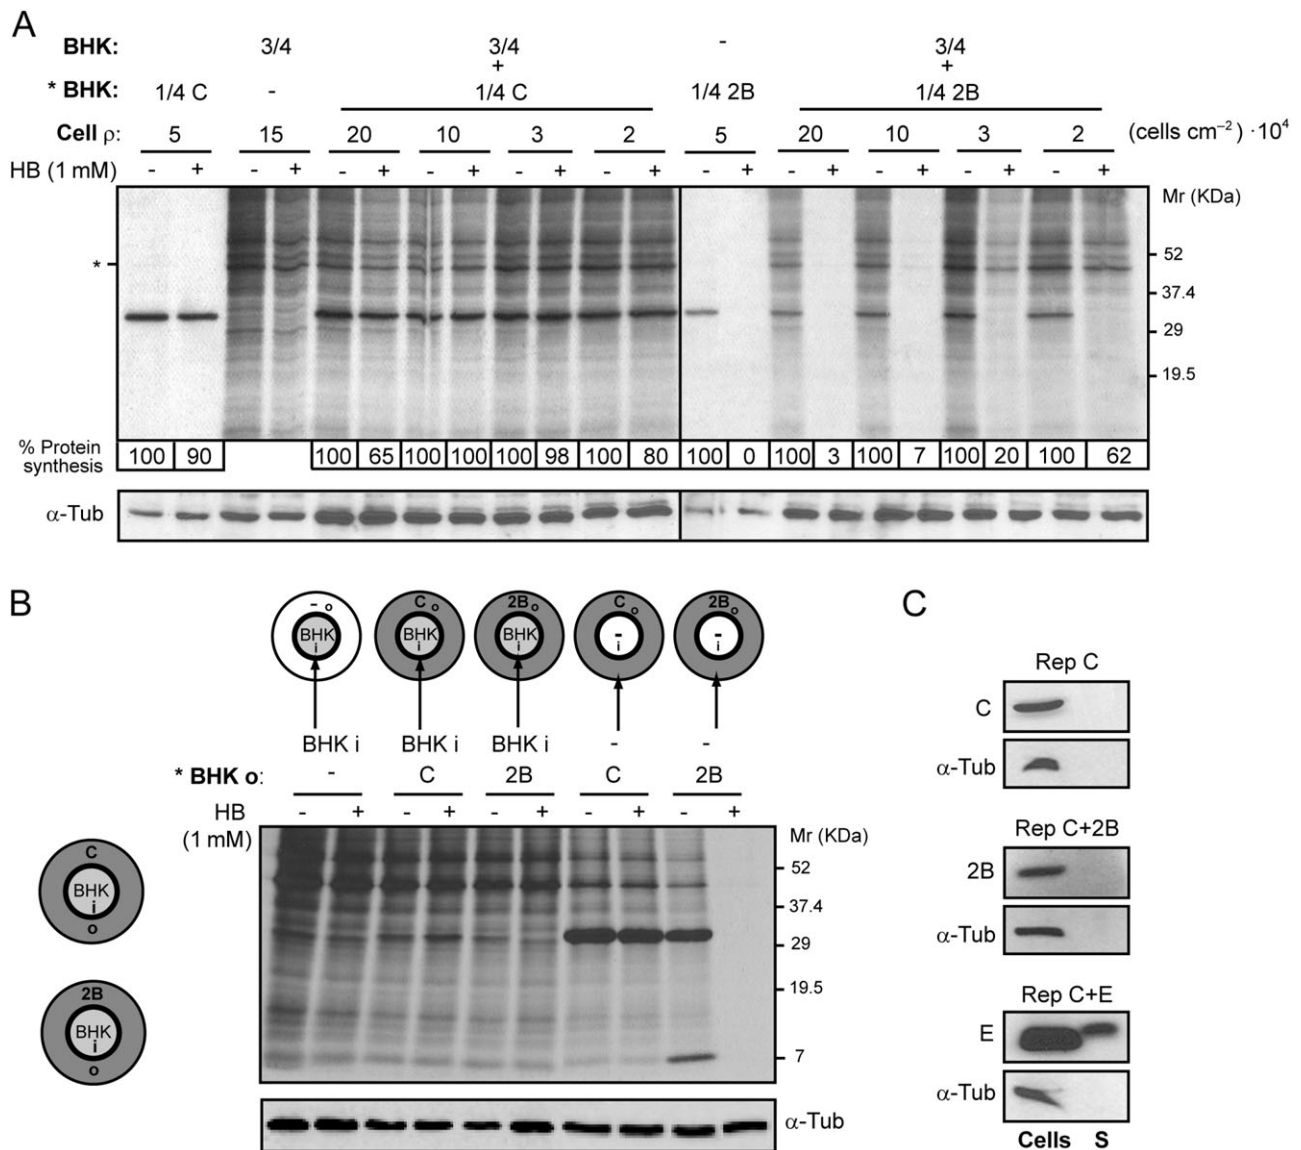 A
BHK: 3/4 3/4 - 3/4
+ +
* BHK: 1/4 C - 1/4 C 1/4 2B 1/4 2B
Cell ρ: 5 15 20 10 3 2 5 20 10 3 2 (cells cm⁻²) ·10⁴
HB (1 mM) - + - + - + - + - + - + - + - + - + - + - +
Mr (KDa)
*
52
37.4
29
19.5
% Protein
synthesis
100 90 100 65 100 100 100 98 100 80 100 0 100 3 100 7 100 20 100 62
α-Tub
B
- o C o 2B o C o 2B o
BHK BHK BHK - -
i i i i i
BHK i BHK i BHK i - -
* BHK o: - C 2B C 2B
HB - + - + - + - + - +
(1 mM)
Mr (KDa)
52
37.4
29
19.5
7
α-Tub
C
BHK
i
o
2B
BHK
i
o
C
Rep C
C
α-Tub
Rep C+2B
2B
α-Tub
Rep C+E
E
α-Tub
Cells S